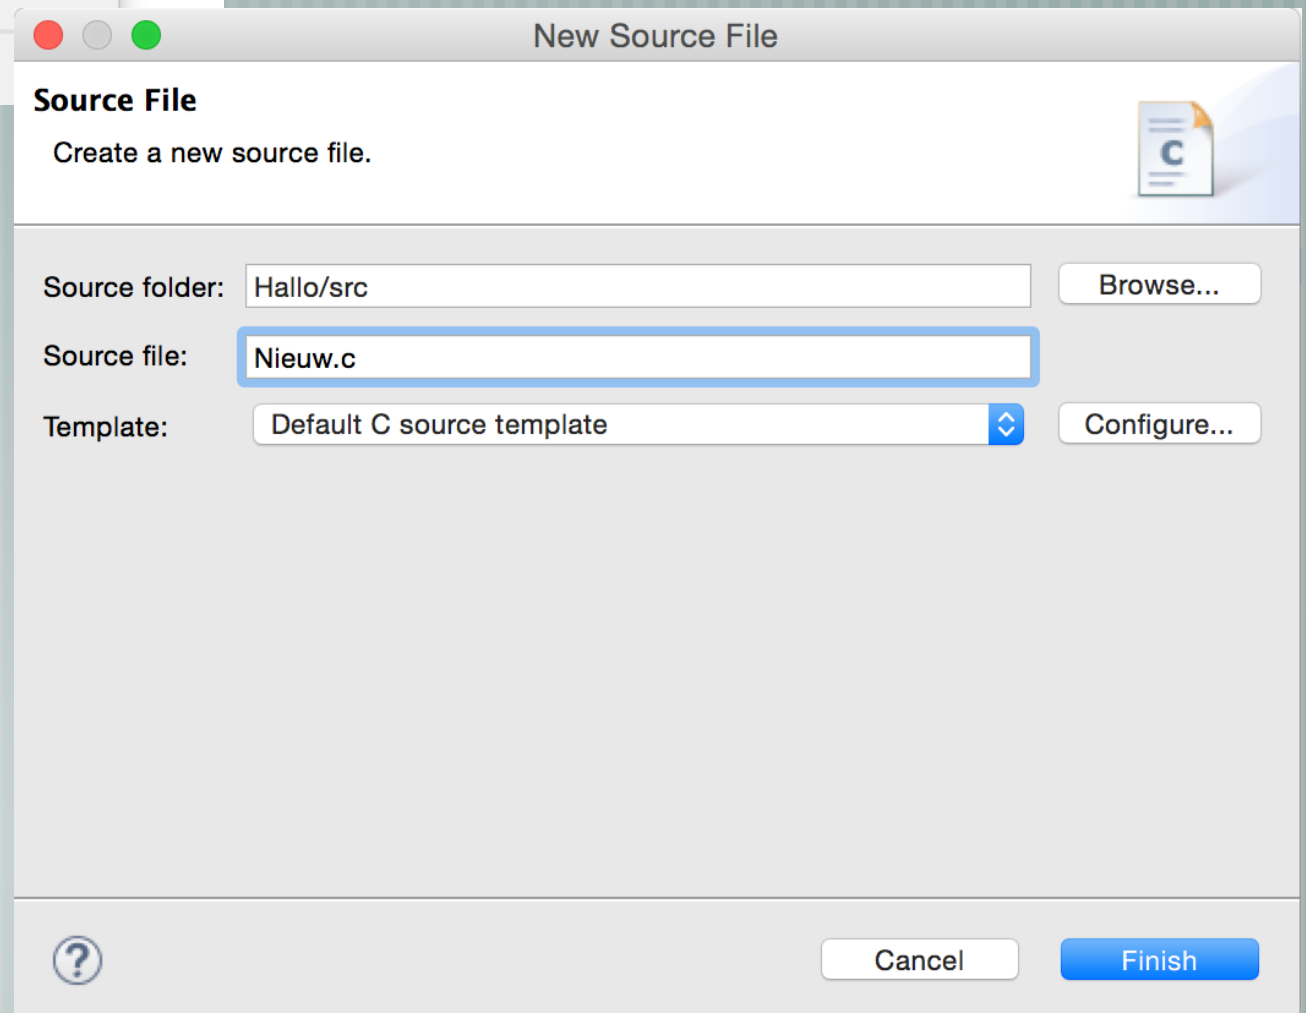 New Source File
Source File
Create a new source file.
C
Source folder: Hallo/src Browse...
Source file: Nieuw.c
Template: Default C source template Configure...
? Cancel Finish